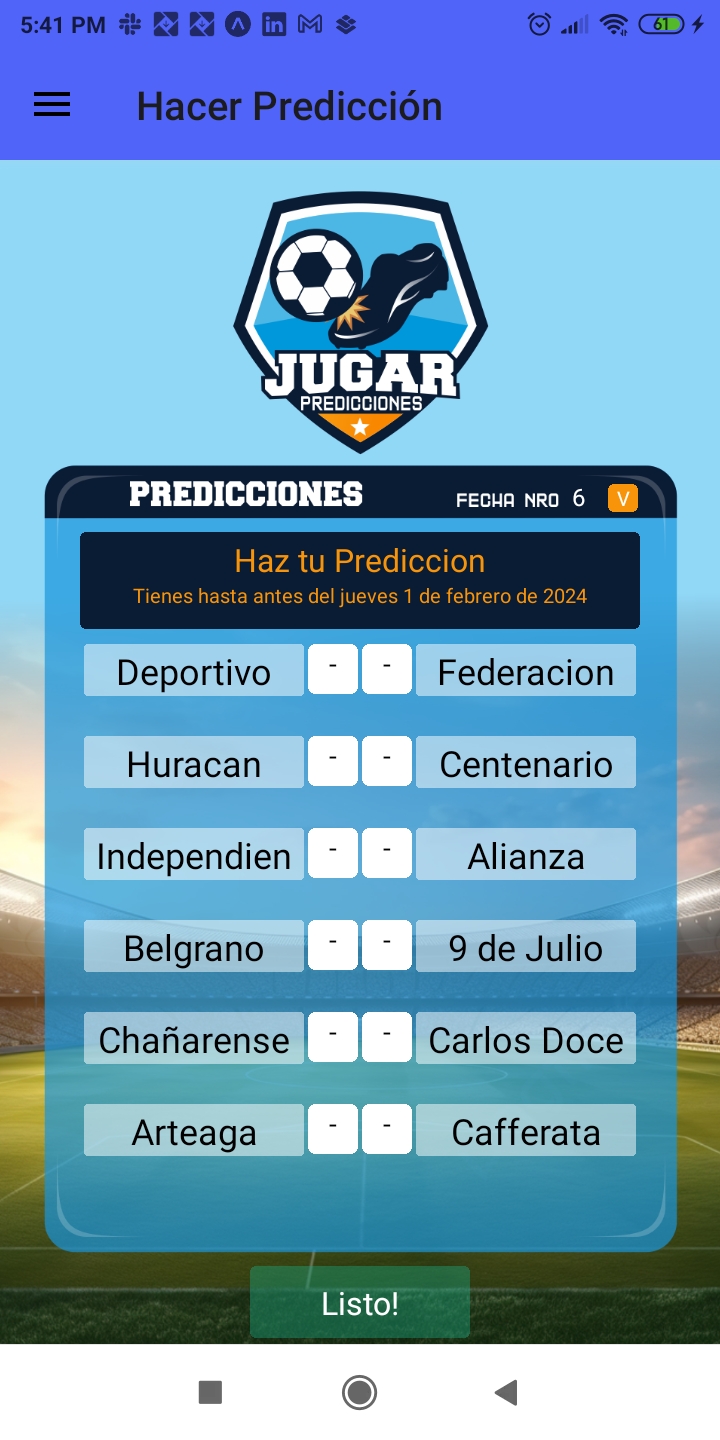 5:41 PM 61
Hacer Predicción
JUGAR
PREDICCIONES
PREDICCIONES FECHA NRO 6 V
Haz tu Prediccion
Tienes hasta antes del jueves 1 de febrero de 2024
Deportivo - - Federacion
Huracan - - Centenario
Independien - - Alianza
Belgrano - - 9 de Julio
Chañarense - - Carlos Doce
Arteaga - - Cafferata
Listo!